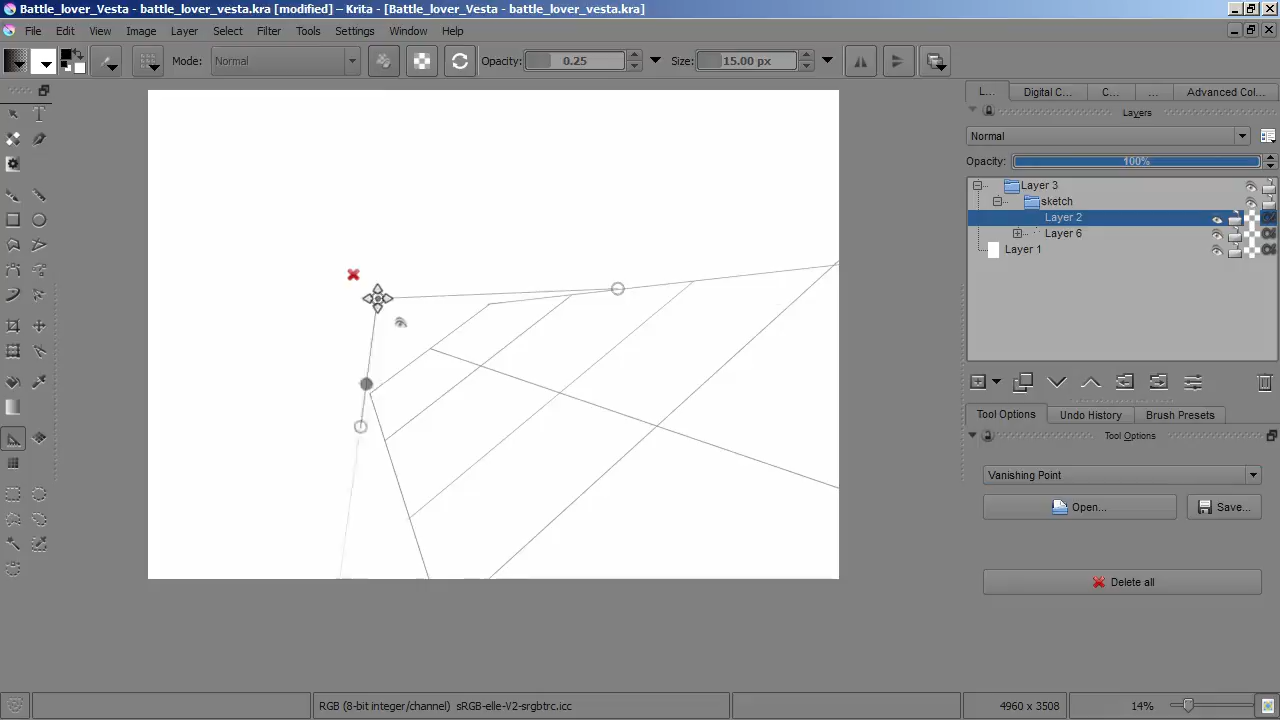 Battle_lover_Vesta - battle_lover_vesta.kra [modified] – Krita - [Battle_Lover_Vesta - battle_lover_vesta.kra]
File Edit View Image Layer Select Filter Tools Settings Window Help
Mode: Normal Opacity: 0.25 Size: 15.00 px
L... Digital C... C... ... Advanced Col...
Layers
Normal
Opacity: 100%
Layer 3
sketch
Layer 2
Layer 6
Layer 1
Tool Options Undo History Brush Presets
Tool Options
Vanishing Point
Open... Save...
Delete all
RGB (8-bit integer/channel) sRGB-elle-V2-srgbtrc.icc 4960 x 3508 14%